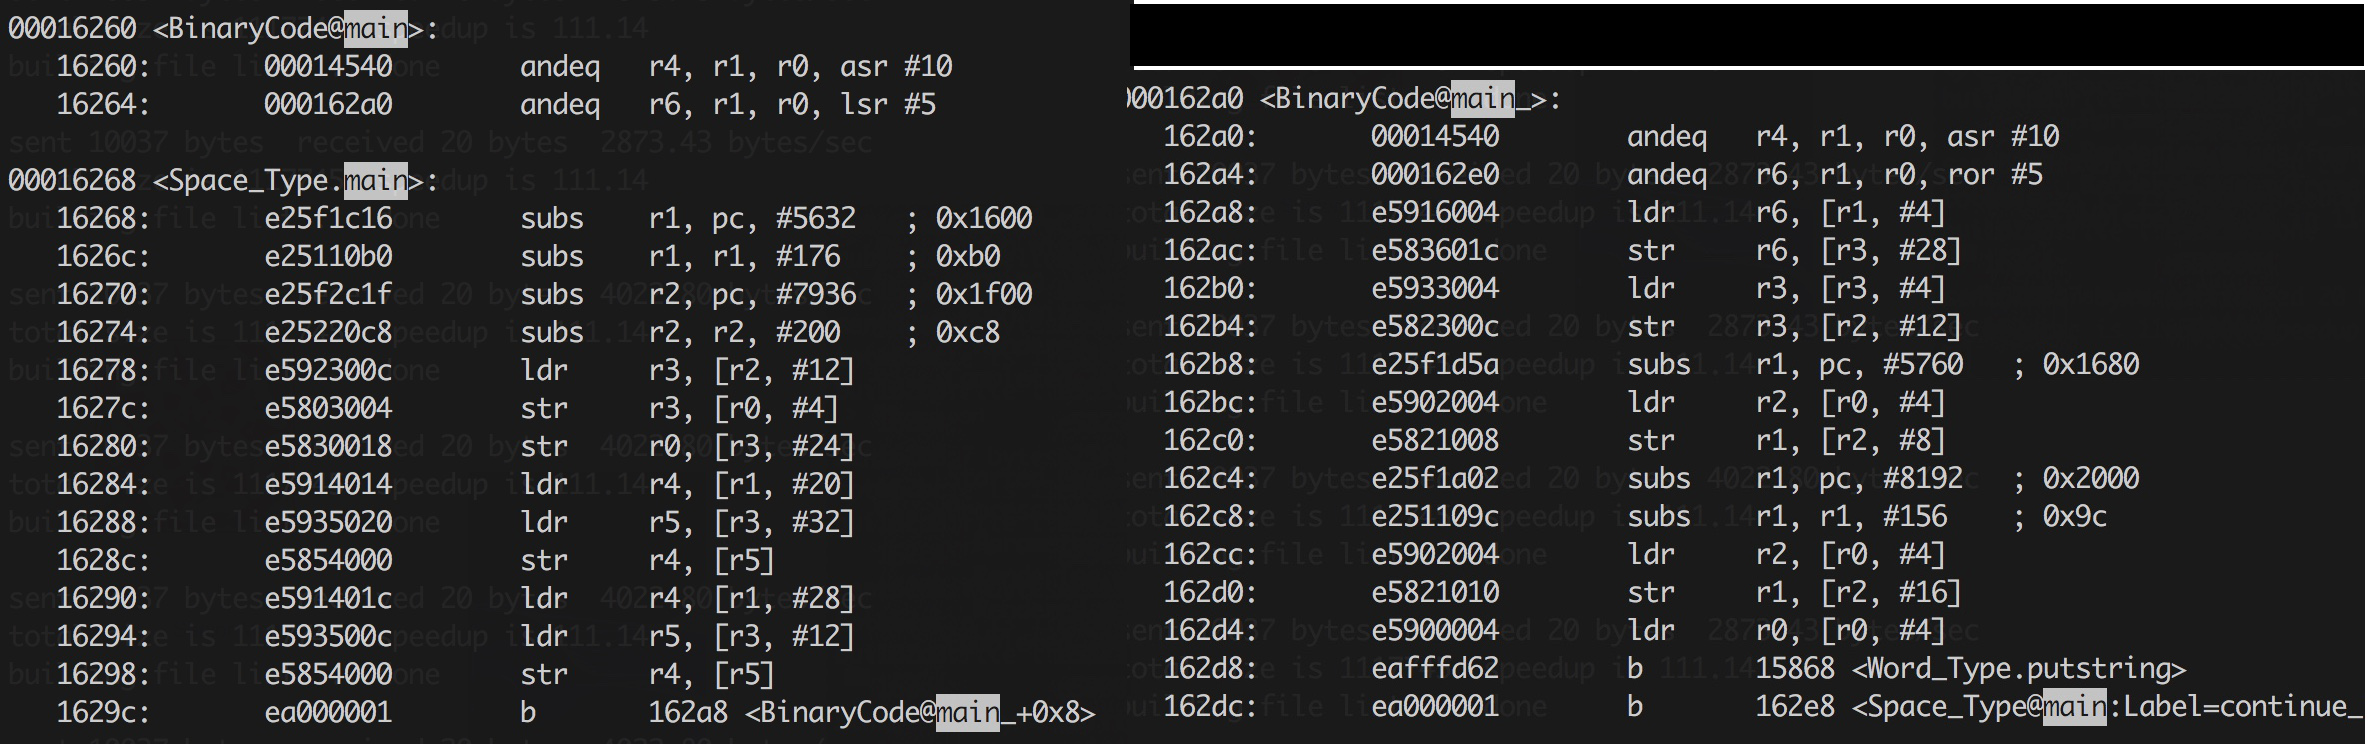 00016260 <BinaryCode@main>:
16260: 00014540 andeq r4, r1, r0, asr #10
16264: 000162a0 andeq r6, r1, r0, lsr #5
sent 10037 bytes received 20 bytes 2873.43 bytes/sec
00016268 <Space_Type.main>:
16268: e25f1c16 subs r1, pc, #5632 ; 0x1600
1626c: e25110b0 subs r1, r1, #176 ; 0xb0
16270: e25f2c1f subs r2, pc, #7936 ; 0x1f00
16274: e25220c8 subs r2, r2, #200 ; 0xc8
16278: e592300c ldr r3, [r2, #12]
1627c: e5803004 str r3, [r0, #4]
16280: e5830018 str r0, [r3, #24]
16284: e5914014 ldr r4, [r1, #20]
16288: e5935020 ldr r5, [r3, #32]
1628c: e5854000 str r4, [r5]
16290: e591401c ldr r4, [r1, #28]
16294: e593500c ldr r5, [r3, #12]
16298: e5854000 str r4, [r5]
1629c: ea000001 b 162a8 <BinaryCode@main_+0x8>
000162a0 <BinaryCode@main_>:
162a0: 00014540 andeq r4, r1, r0, asr #10
162a4: 000162e0 andeq r6, r1, r0, ror #5
162a8: e5916004 ldr r6, [r1, #4]
162ac: e583601c str r6, [r3, #28]
162b0: e5933004 ldr r3, [r3, #4]
162b4: e582300c str r3, [r2, #12]
162b8: e25f1d5a subs r1, pc, #5760 ; 0x1680
162bc: e5902004 ldr r2, [r0, #4]
162c0: e5821008 str r1, [r2, #8]
162c4: e25f1a02 subs r1, pc, #8192 ; 0x2000
162c8: e251109c subs r1, r1, #156 ; 0x9c
162cc: e5902004 ldr r2, [r0, #4]
162d0: e5821010 str r1, [r2, #16]
162d4: e5900004 ldr r0, [r0, #4]
162d8: eafffd62 b 15868 <Word_Type.putstring>
162dc: ea000001 b 162e8 <Space_Type@main:Label=continue_